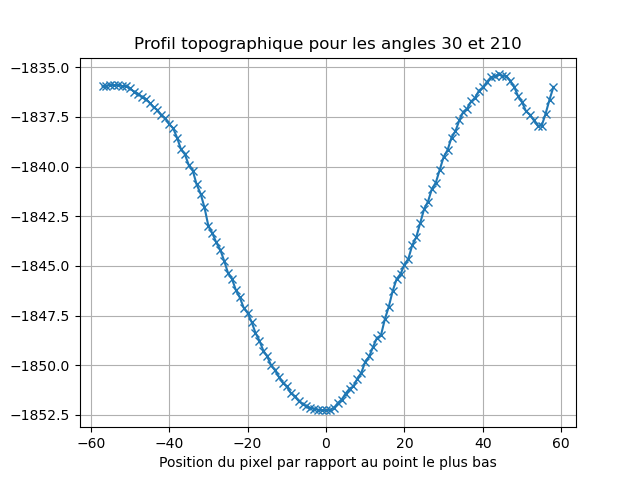 Profil topographique pour les angles 30 et 210
−1835.0
−1837.5
−1840.0
−1842.5
−1845.0
−1847.5
−1850.0
−1852.5
−60 −40 −20 0 20 40 60
Position du pixel par rapport au point le plus bas